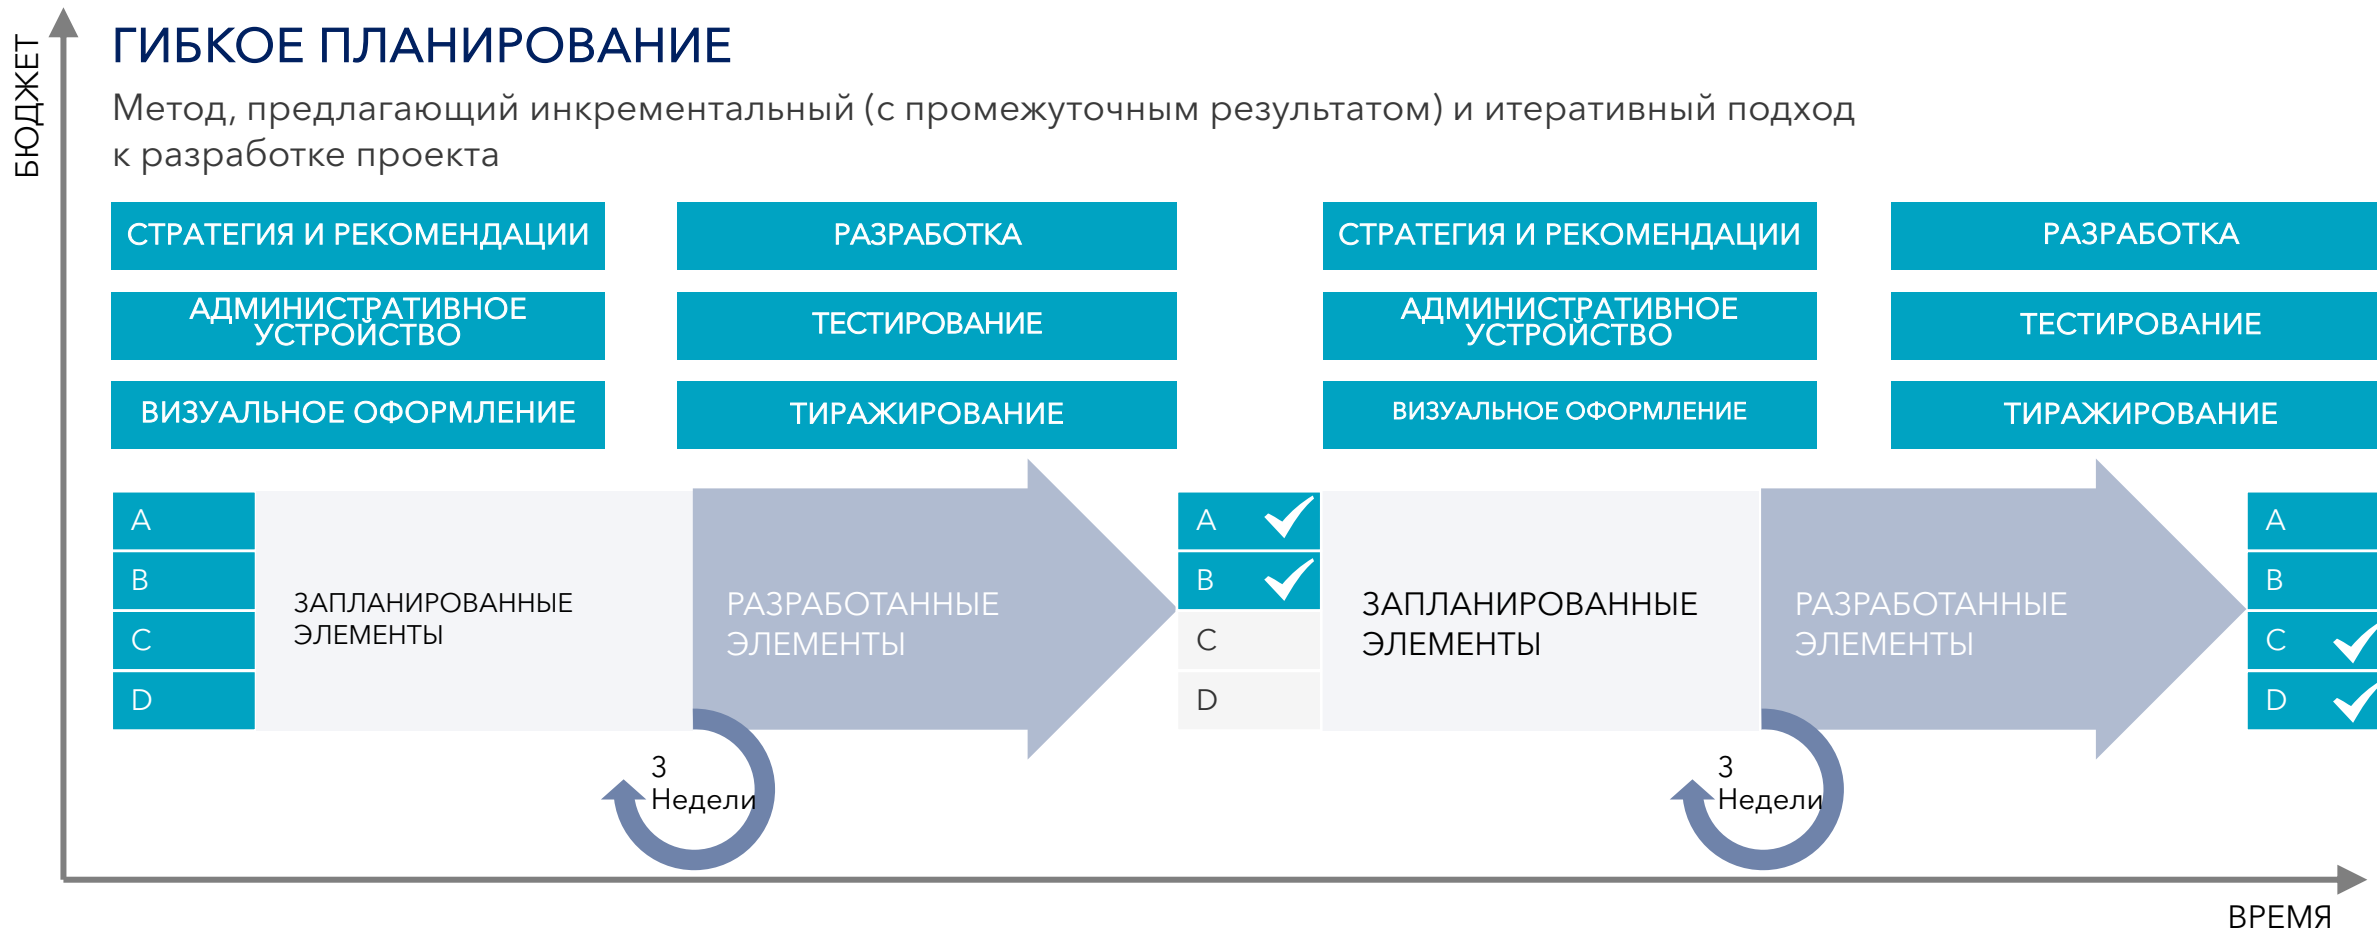 БЮДЖЕТ
ГИБКОЕ ПЛАНИРОВАНИЕ
Метод, предлагающий инкрементальный (с промежуточным результатом) и итеративный подход
к разработке проекта
СТРАТЕГИЯ И РЕКОМЕНДАЦИИ
РАЗРАБОТКА
СТРАТЕГИЯ И РЕКОМЕНДАЦИИ
РАЗРАБОТКА
АДМИНИСТРАТИВНОЕ
УСТРОЙСТВО
ТЕСТИРОВАНИЕ
АДМИНИСТРАТИВНОЕ
УСТРОЙСТВО
ТЕСТИРОВАНИЕ
ВИЗУАЛЬНОЕ ОФОРМЛЕНИЕ
ТИРАЖИРОВАНИЕ
ВИЗУАЛЬНОЕ ОФОРМЛЕНИЕ
ТИРАЖИРОВАНИЕ
A
B
C
D
ЗАПЛАНИРОВАННЫЕ
ЭЛЕМЕНТЫ
РАЗРАБОТАННЫЕ
ЭЛЕМЕНТЫ
A
B
C
D
ЗАПЛАНИРОВАННЫЕ
ЭЛЕМЕНТЫ
РАЗРАБОТАННЫЕ
ЭЛЕМЕНТЫ
A
B
C
D
3
Недели
3
Недели
ВРЕМЯ